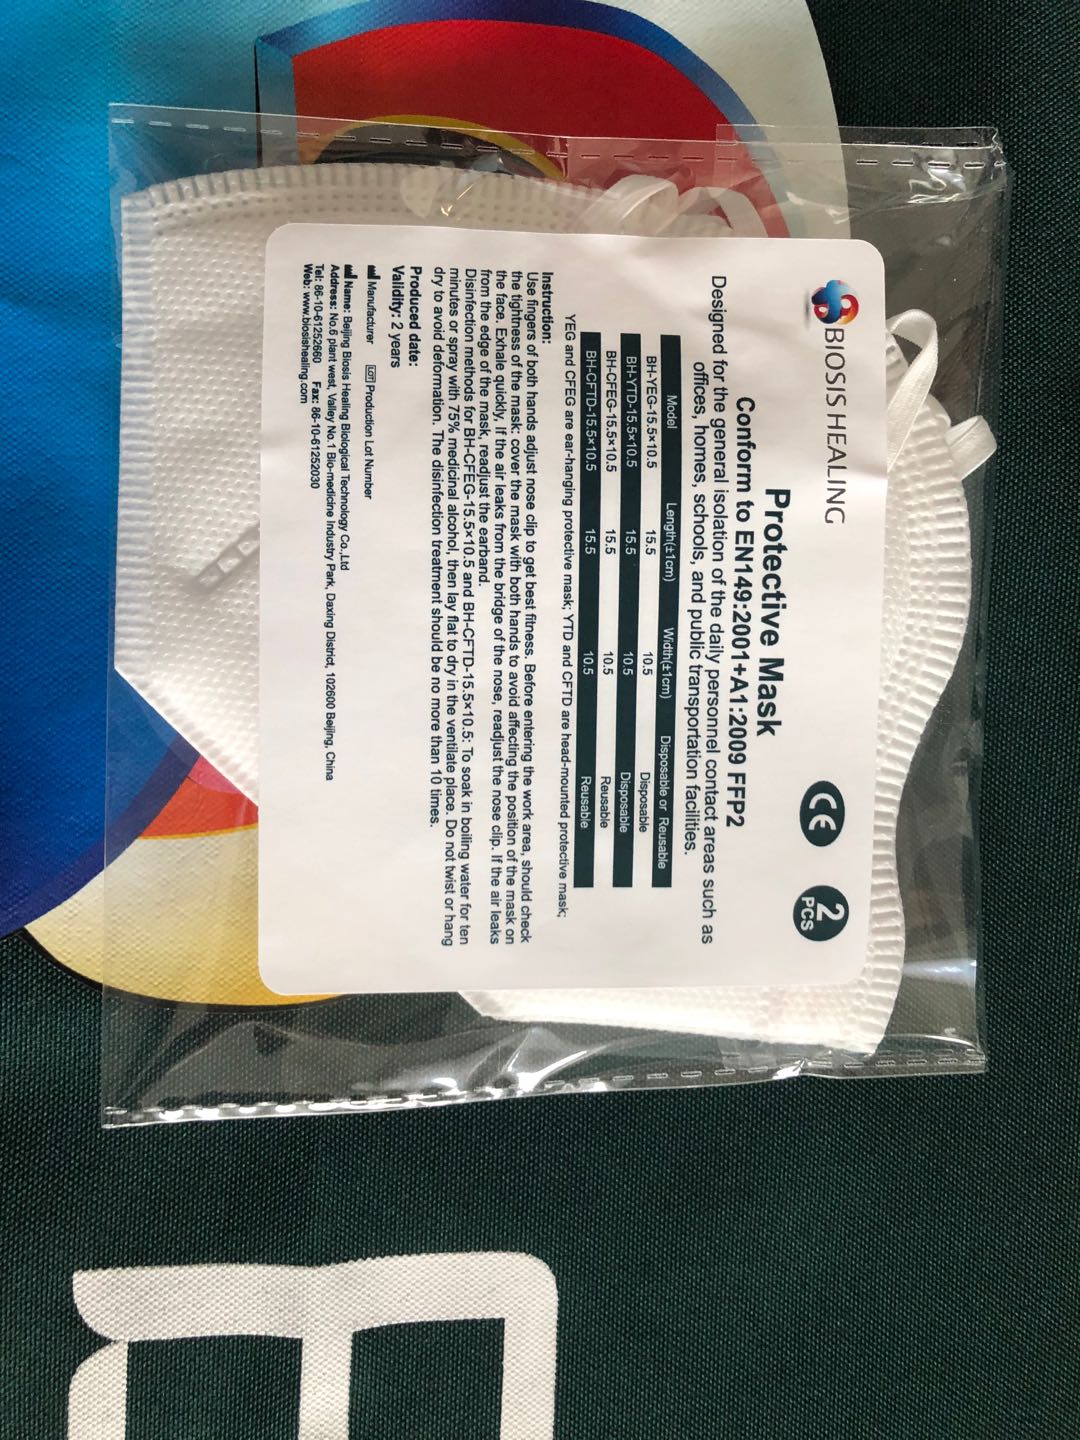 BIOSIS HEALING
CE
2
PCS
Protective Mask
Conform to EN149:2001+A1:2009 FFP2
Designed for the general isolation of the daily personnel contact areas such as
offices, homes, schools, and public transportation facilities.
Model Length(±1cm) Width(±1cm) Disposable or Reusable
BH-YEG-15.5×10.5 15.5 10.5 Disposable
BH-YTD-15.5×10.5 15.5 10.5 Disposable
BH-CFEG-15.5×10.5 15.5 10.5 Reusable
BH-CFTD-15.5×10.5 15.5 10.5 Reusable
YEG and CFEG are ear-hanging protective mask; YTD and CFTD are head-mounted protective mask;
Instruction:
Use fingers of both hands adjust nose clip to get best fitness. Before entering the work area, should check
the tightness of the mask: cover the mask with both hands to avoid affecting the position of the mask on
the face. Exhale quickly. If the air leaks from the bridge of the nose, readjust the nose clip. If the air leaks
from the edge of the mask, readjust the earband.
Disinfection methods for BH-CFEG-15.5×10.5 and BH-CFTD-15.5×10.5: To soak in boiling water for ten
minutes or spray with 75% medicinal alcohol, then lay flat to dry in the ventilate place. Do not twist or hang
dry to avoid deformation. The disinfection treatment should be no more than 10 times.
Produced date:
Validity: 2 years
Manufacturer LOT Production Lot Number
Name: Beijing Biosis Healing Biological Technology Co.,Ltd
Address: No.6 plant west, Valley No.1 Bio-medicine Industry Park, Daxing District, 102600 Beijing, China
Tel: 86-10-61252660 Fax: 86-10-61252030
Web: www.biosishealing.com